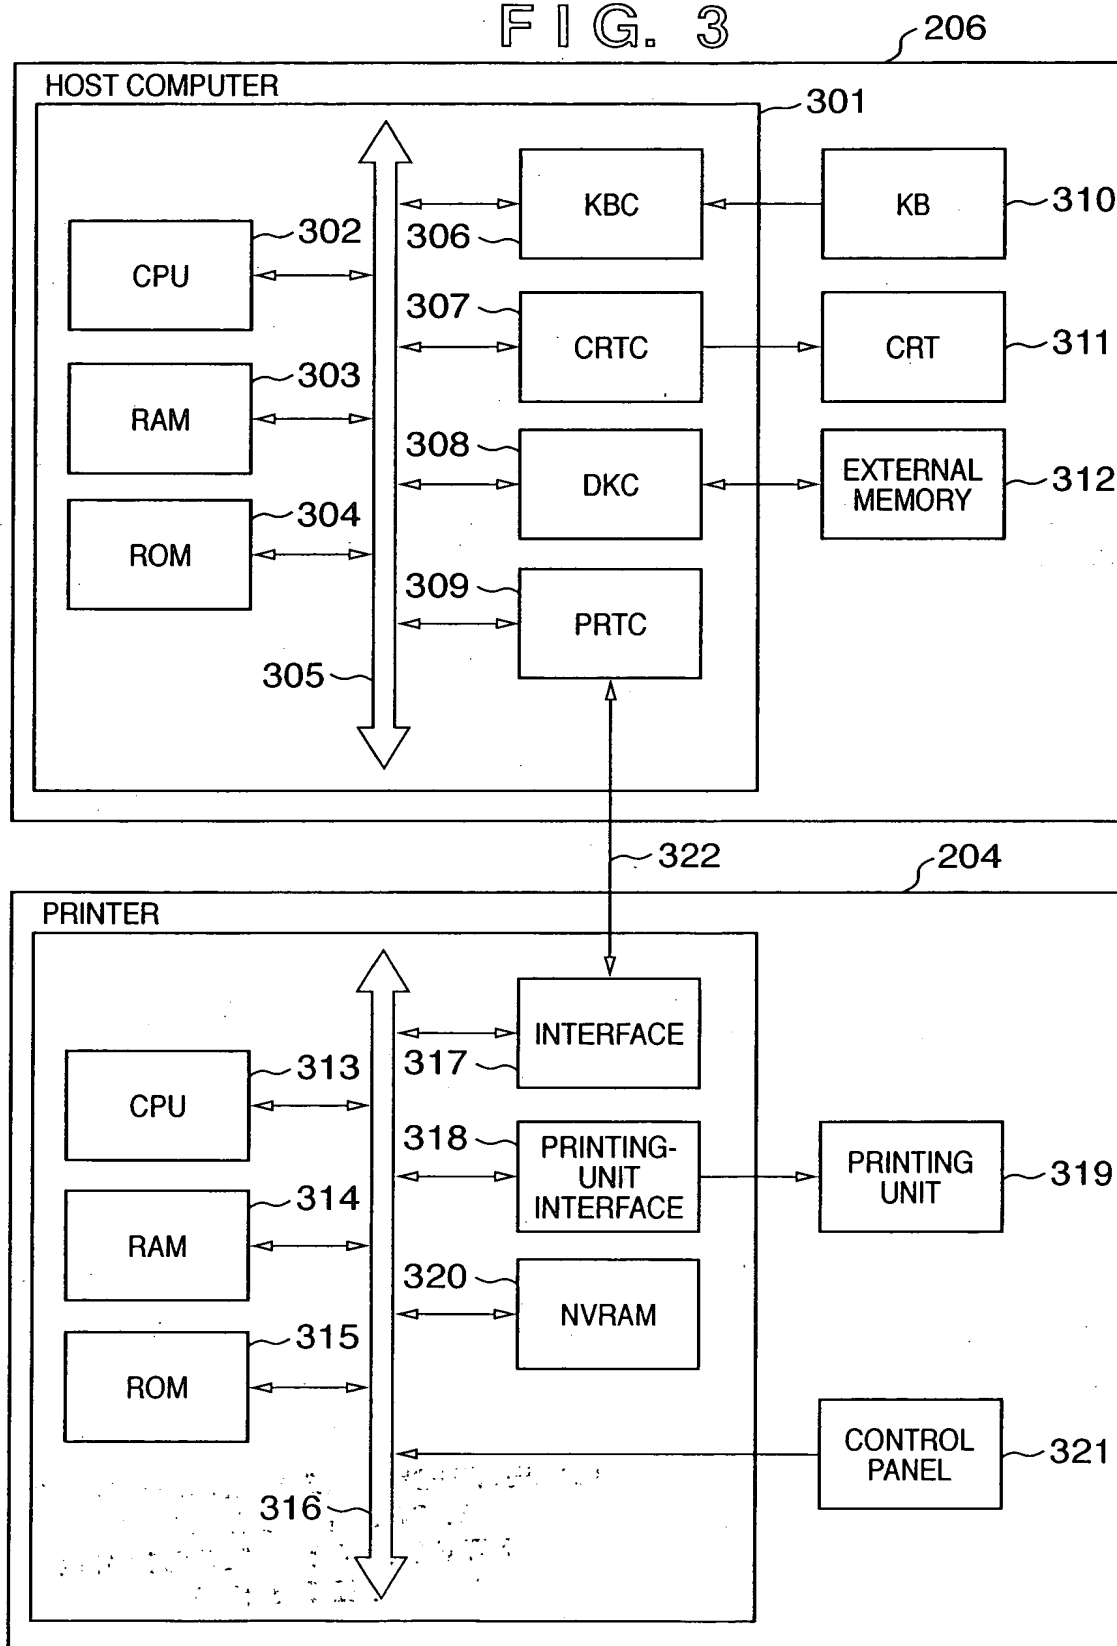 FIG. 3
206
HOST COMPUTER
301
KBC
KB
310
306
302
CPU
307
CRTC
CRT
311
303
RAM
308
DKC
EXTERNAL
MEMORY
312
304
ROM
309
PRTC
305
322
204
PRINTER
INTERFACE
317
313
CPU
318
PRINTING-
UNIT
INTERFACE
PRINTING
UNIT
319
314
RAM
320
NVRAM
315
ROM
CONTROL
PANEL
321
316